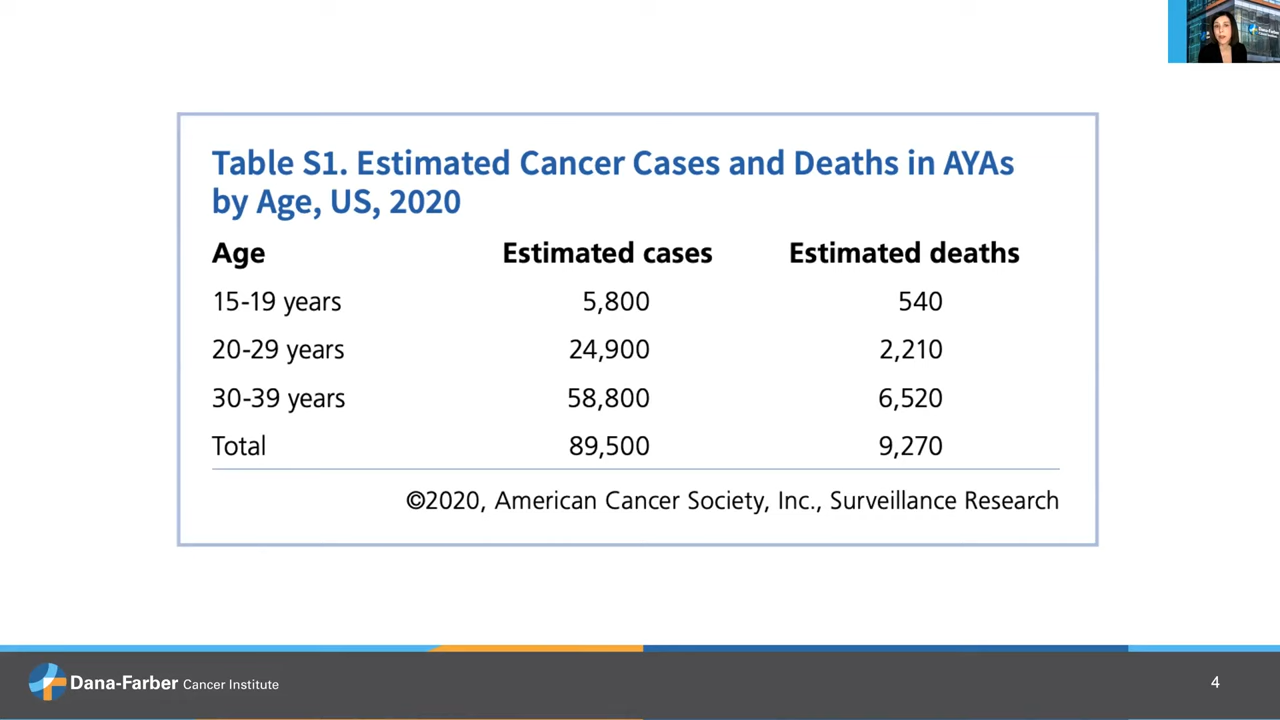 Table S1. Estimated Cancer Cases and Deaths in AYAs
by Age, US, 2020
Age Estimated cases Estimated deaths
15-19 years 5,800 540
20-29 years 24,900 2,210
30-39 years 58,800 6,520
Total 89,500 9,270
©2020, American Cancer Society, Inc., Surveillance Research
Dana-Farber Cancer Institute
4